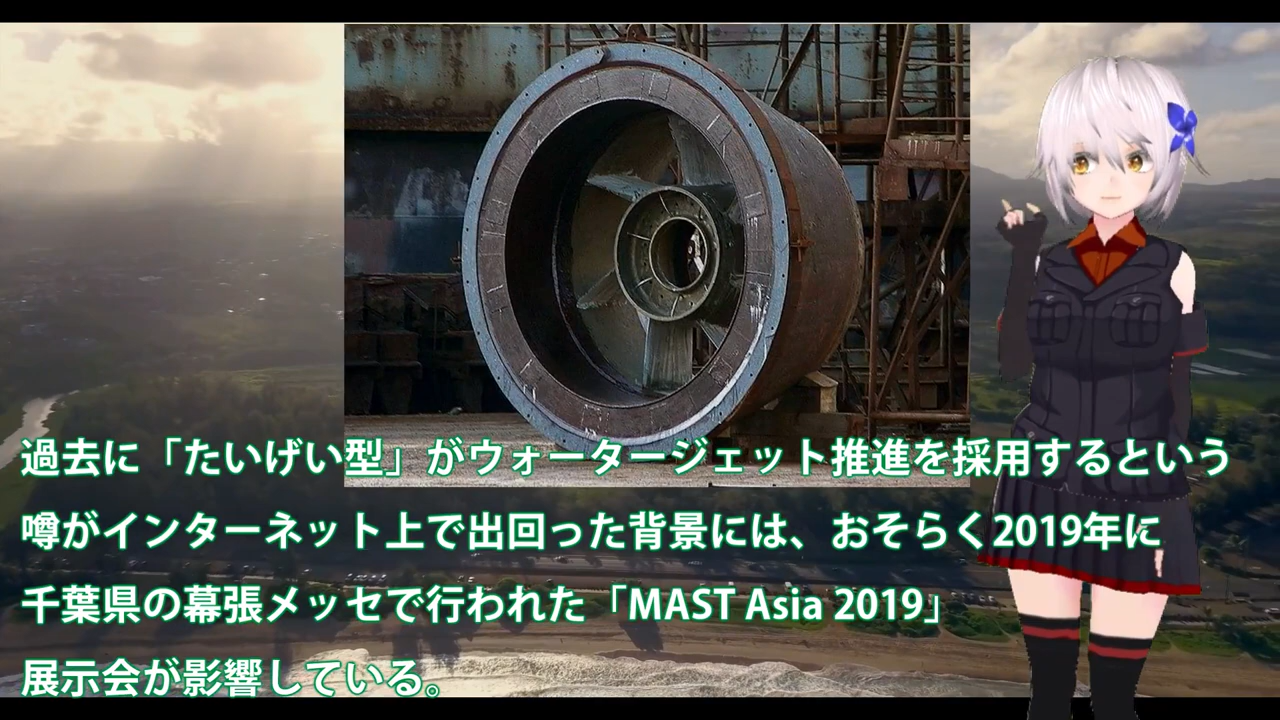 過去に「たいげい型」がウォータージェット推進を採用するという
噂がインターネット上で出回った背景には、おそらく2019年に
千葉県の幕張メッセで行われた「MAST Asia 2019」
展示会が影響している。